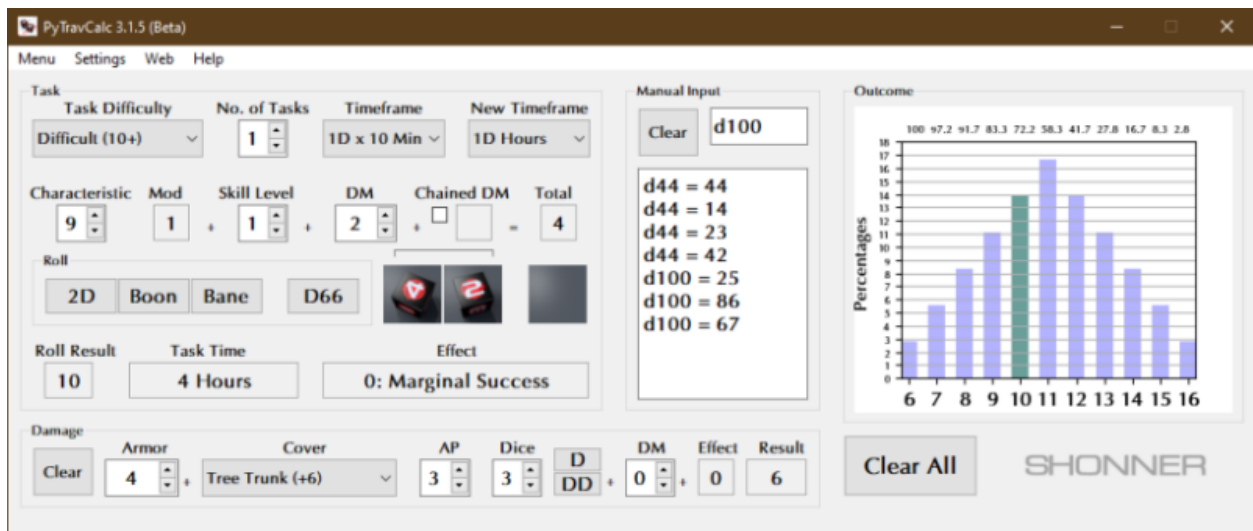 PyTravCalc 3.1.5 (Beta)
Menu Settings Web Help
Task
Task Difficulty No. of Tasks Timeframe New Timeframe
Difficult (10+) 1 1D x 10 Min 1D Hours
Characteristic Mod Skill Level DM Chained DM Total
9 1 + 1 + 2 + = 4
Roll
2D Boon Bane D66 4 2
Roll Result Task Time Effect
10 4 Hours 0: Marginal Success
Manual Input
Clear d100
d44 = 44
d44 = 14
d44 = 23
d44 = 42
d100 = 25
d100 = 86
d100 = 67
Outcome
100 97.2 91.7 83.3 72.2 58.3 41.7 27.8 16.7 8.3 2.8
Percentages
18
17
16
15
14
13
12
11
10
9
8
7
6
5
4
3
2
1
0
6 7 8 9 10 11 12 13 14 15 16
Damage
Armor Cover AP Dice DM Effect Result
Clear 4 + Tree Trunk (+6) 3 3 D DD + 0 + 0 6
Clear All SHONNER